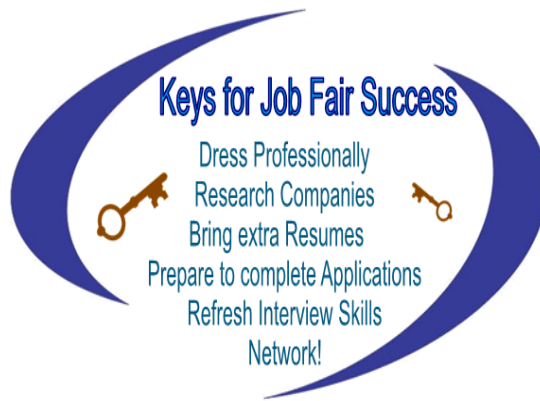 Keys for Job Fair Success
Dress Professionally
Research Companies
Bring extra Resumes
Prepare to complete Applications
Refresh Interview Skills
Network!